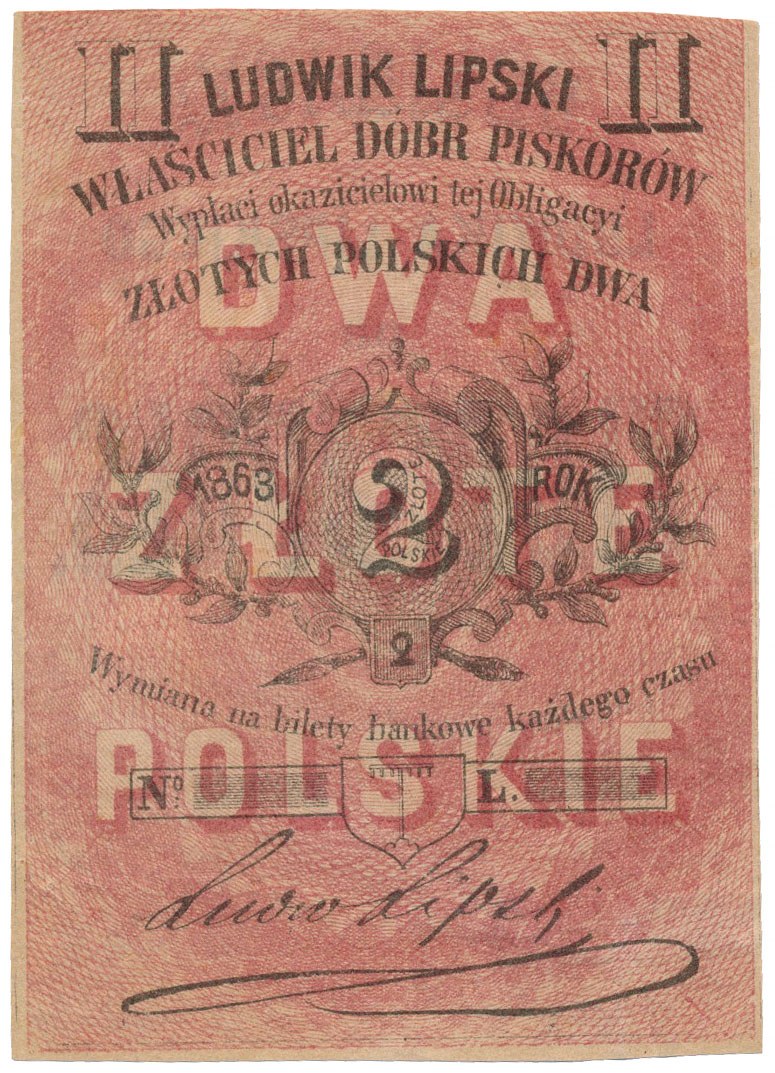 II LUDWIK LIPSKI II
WŁAŚCICIEL DÓBR PISKORÓW
Wypłaci okazicielowi tej Obligacyi
DWA
ZŁOTYCH POLSKICH DWA
1863 2 ROK
ZŁOTE
POLSKIE
ZŁOTE
2
Wymiana na bilety bankowe każdego czasu
POLSKIE
No. L.
Ludw Lipski